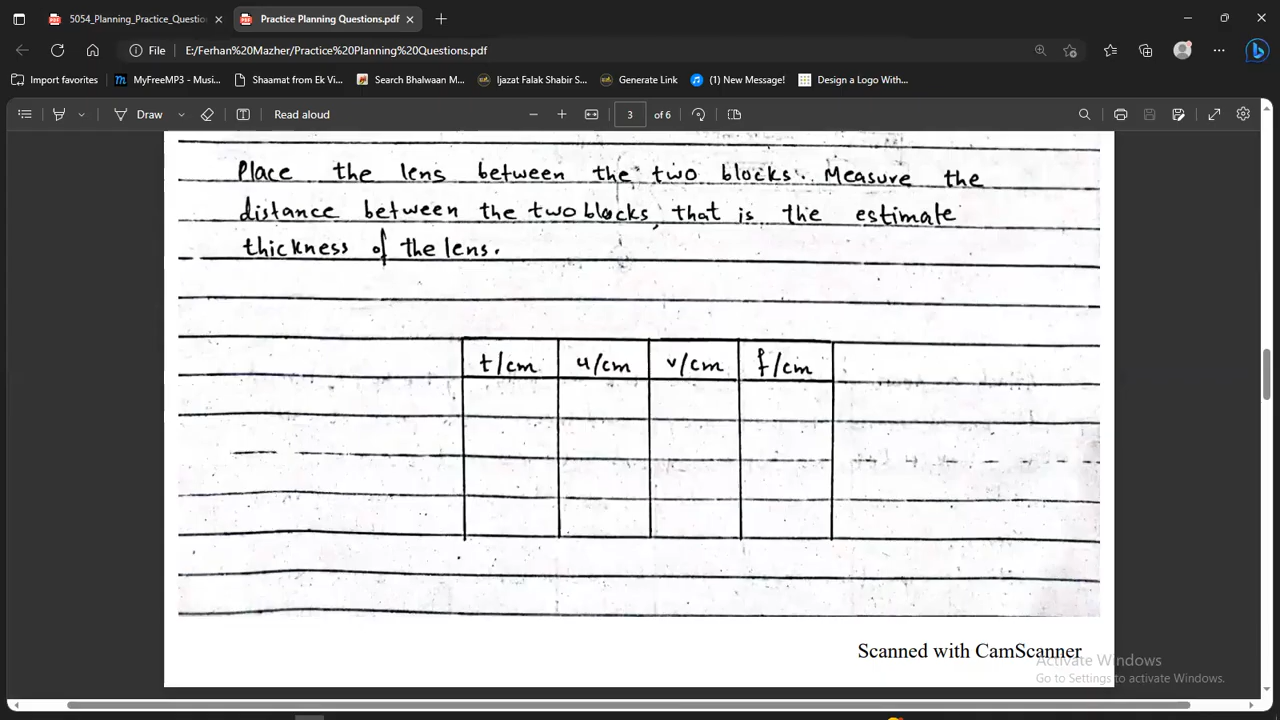 5054_Planning_Practice_Questio
Practice Planning Questions.pdf
File
E:/Ferhan%20Mazher/Practice%20Planning%20Questions.pdf
Import favorites
MyFreeMP3 - Musi...
Shaamat from Ek Vi...
Search Bhalwaan M...
Ijazat Falak Shabir S...
Generate Link
(1) New Message!
Design a Logo With...
Draw
Read aloud
3 of 6
Place the lens between the two blocks. Measure the
distance between the two blocks, that is the estimate
thickness of the lens.
t/cm u/cm v/cm f/cm
Scanned with CamScanner
Activate Windows
Go to Settings to activate Windows.